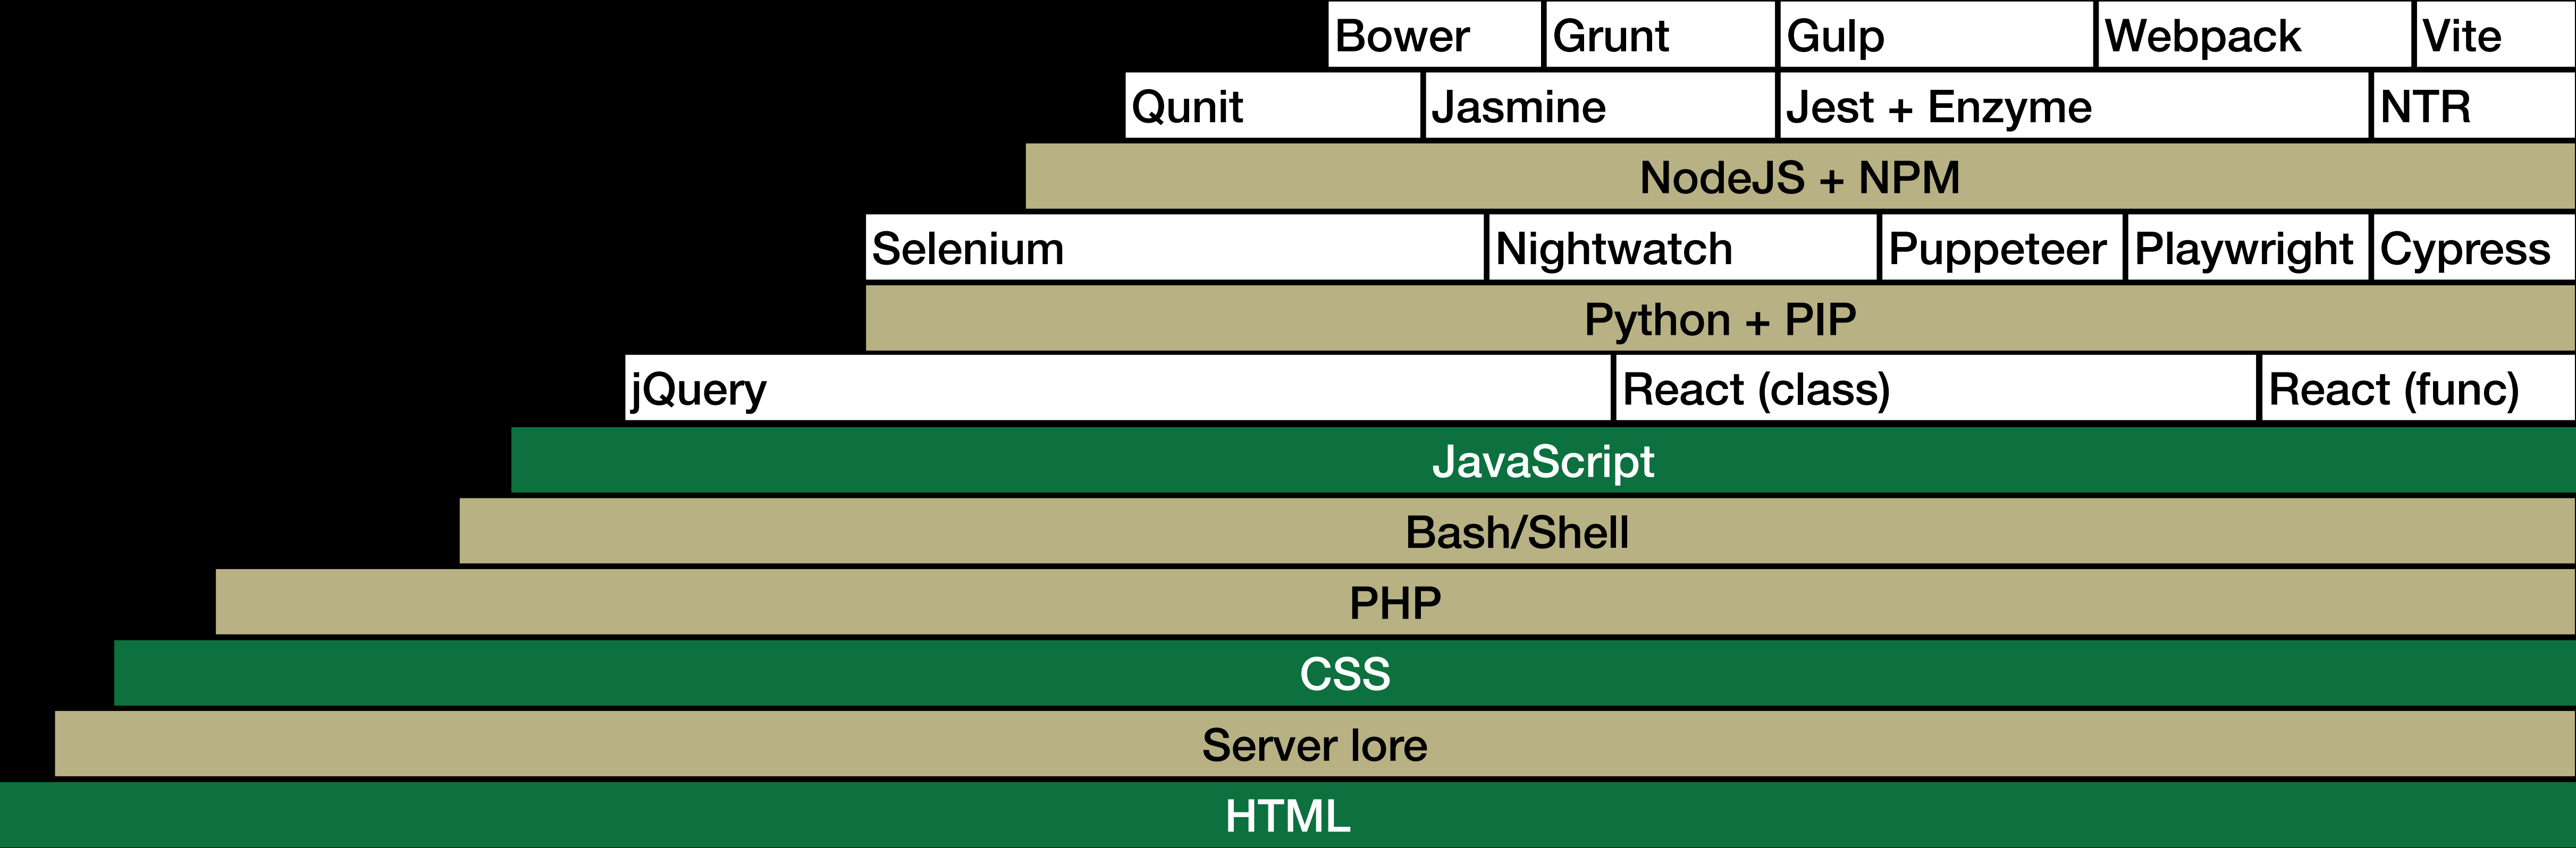 Bower Grunt Gulp Webpack Vite
Qunit Jasmine Jest + Enzyme NTR
NodeJS + NPM
Selenium Nightwatch Puppeteer Playwright Cypress
Python + PIP
jQuery React (class) React (func)
JavaScript
Bash/Shell
PHP
CSS
Server lore
HTML